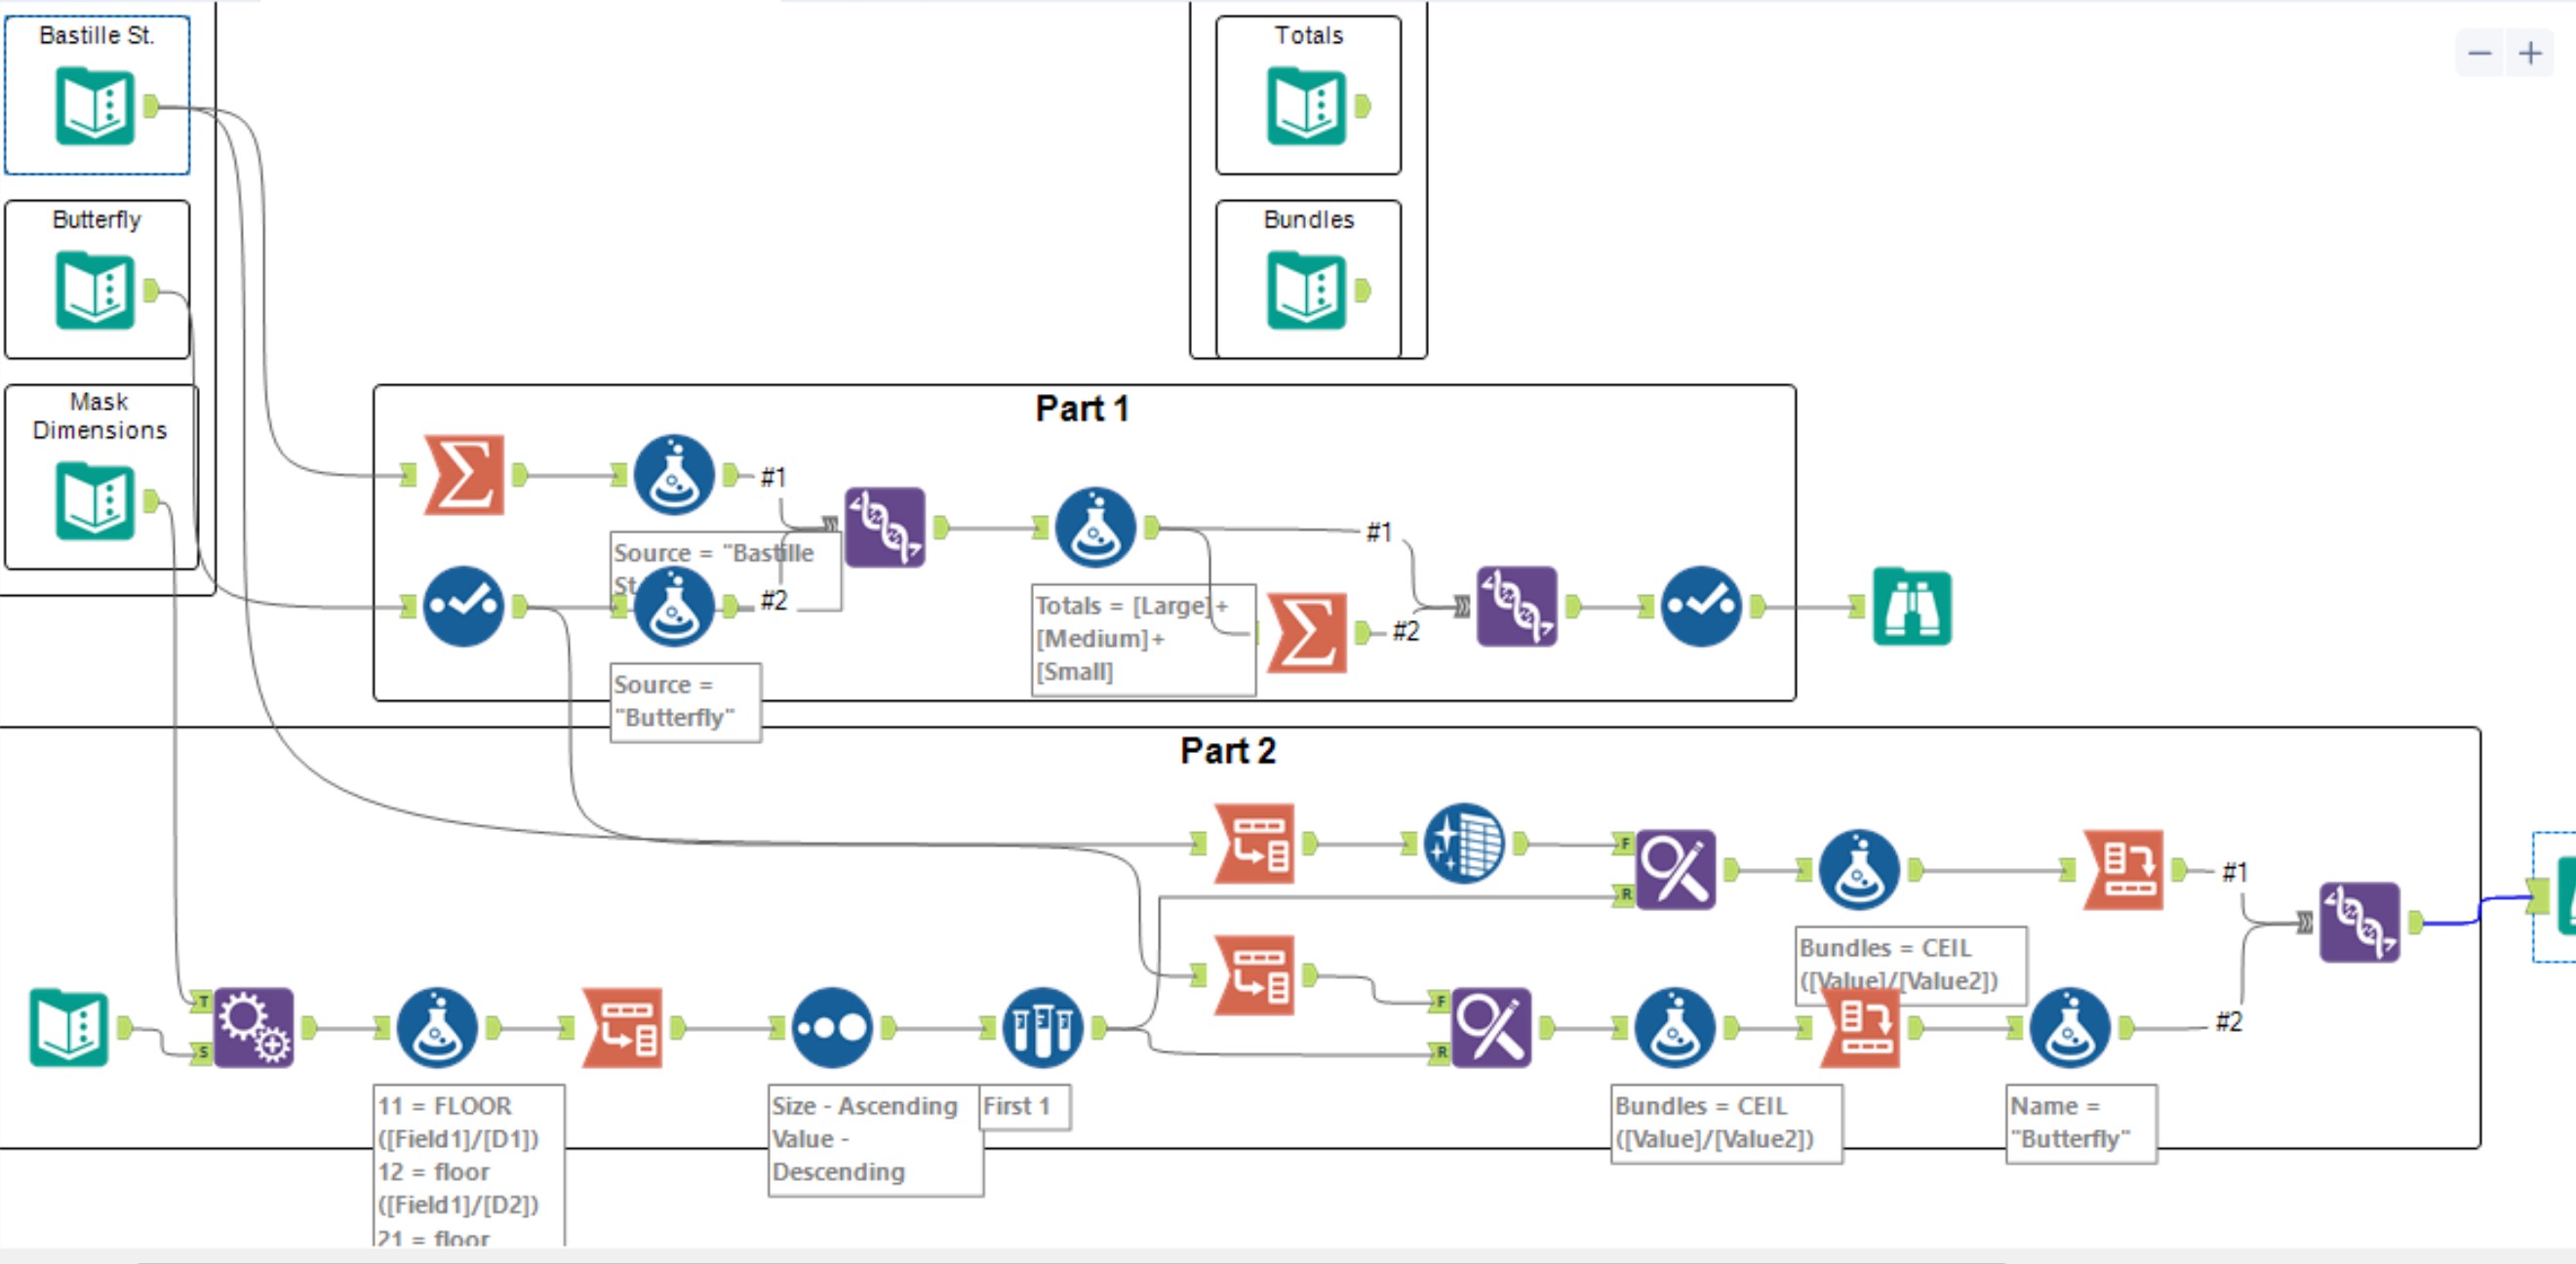 Bastille St.
Butterfly
Mask
Dimensions
Totals
Bundles
− +
Part 1
#1
Source = "Bastille
St.
#2
Source =
"Butterfly"
Totals = [Large]+
[Medium]+
[Small]
#1
#2
Part 2
F
R
Bundles = CEIL
([Value]/[Value2])
#1
T
S
11 = FLOOR
([Field1]/[D1])
12 = floor
([Field1]/[D2])
21 = floor
Size - Ascending
Value -
Descending
First 1
F
R
Bundles = CEIL
([Value]/[Value2])
Name =
"Butterfly"
#2